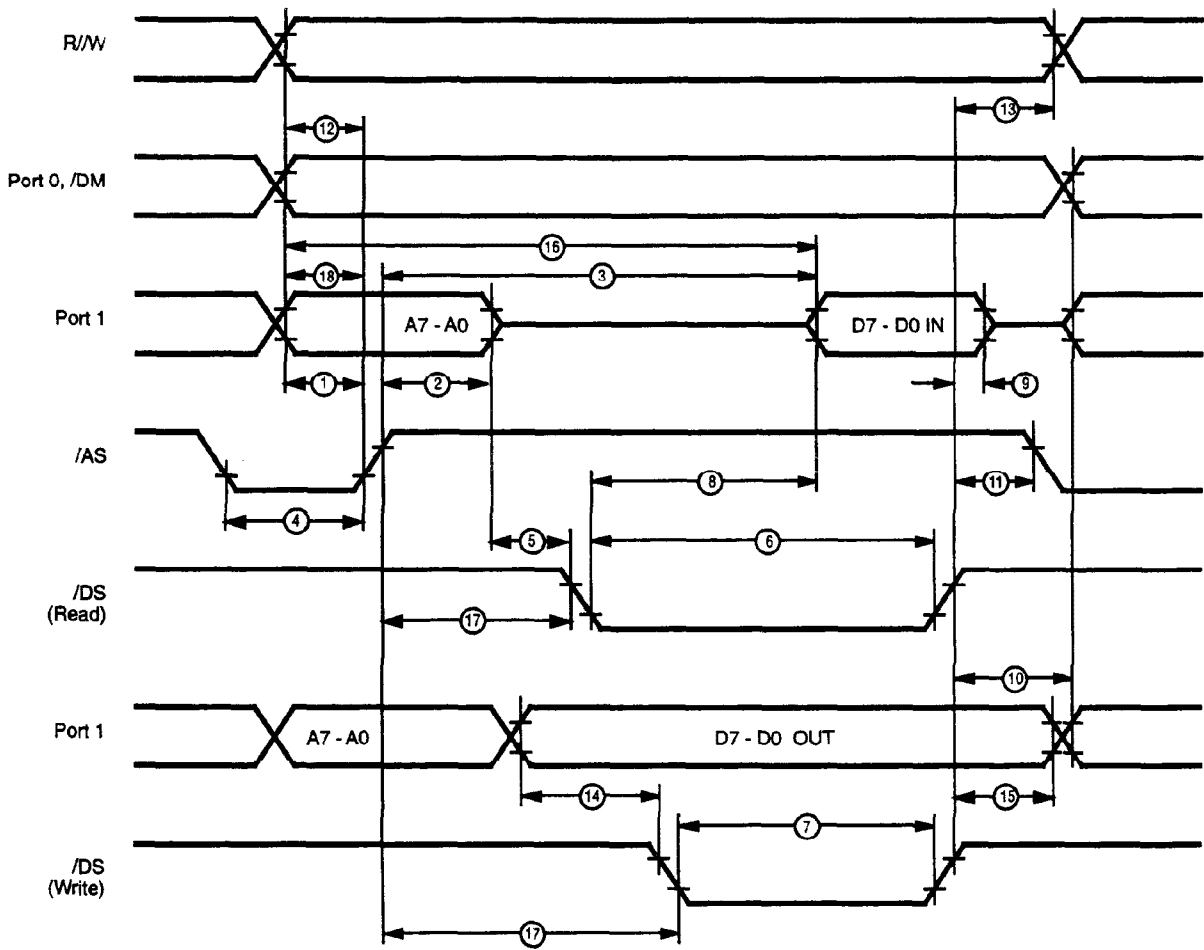 R//W
13
12
Port 0, /DM
16
18
3
Port 1
A7 - A0
D7 - D0 IN
1
2
9
/AS
8
11
4
5
6
/DS
(Read)
17
10
Port 1
A7 - A0
D7 - D0 OUT
14
15
7
/DS
(Write)
17